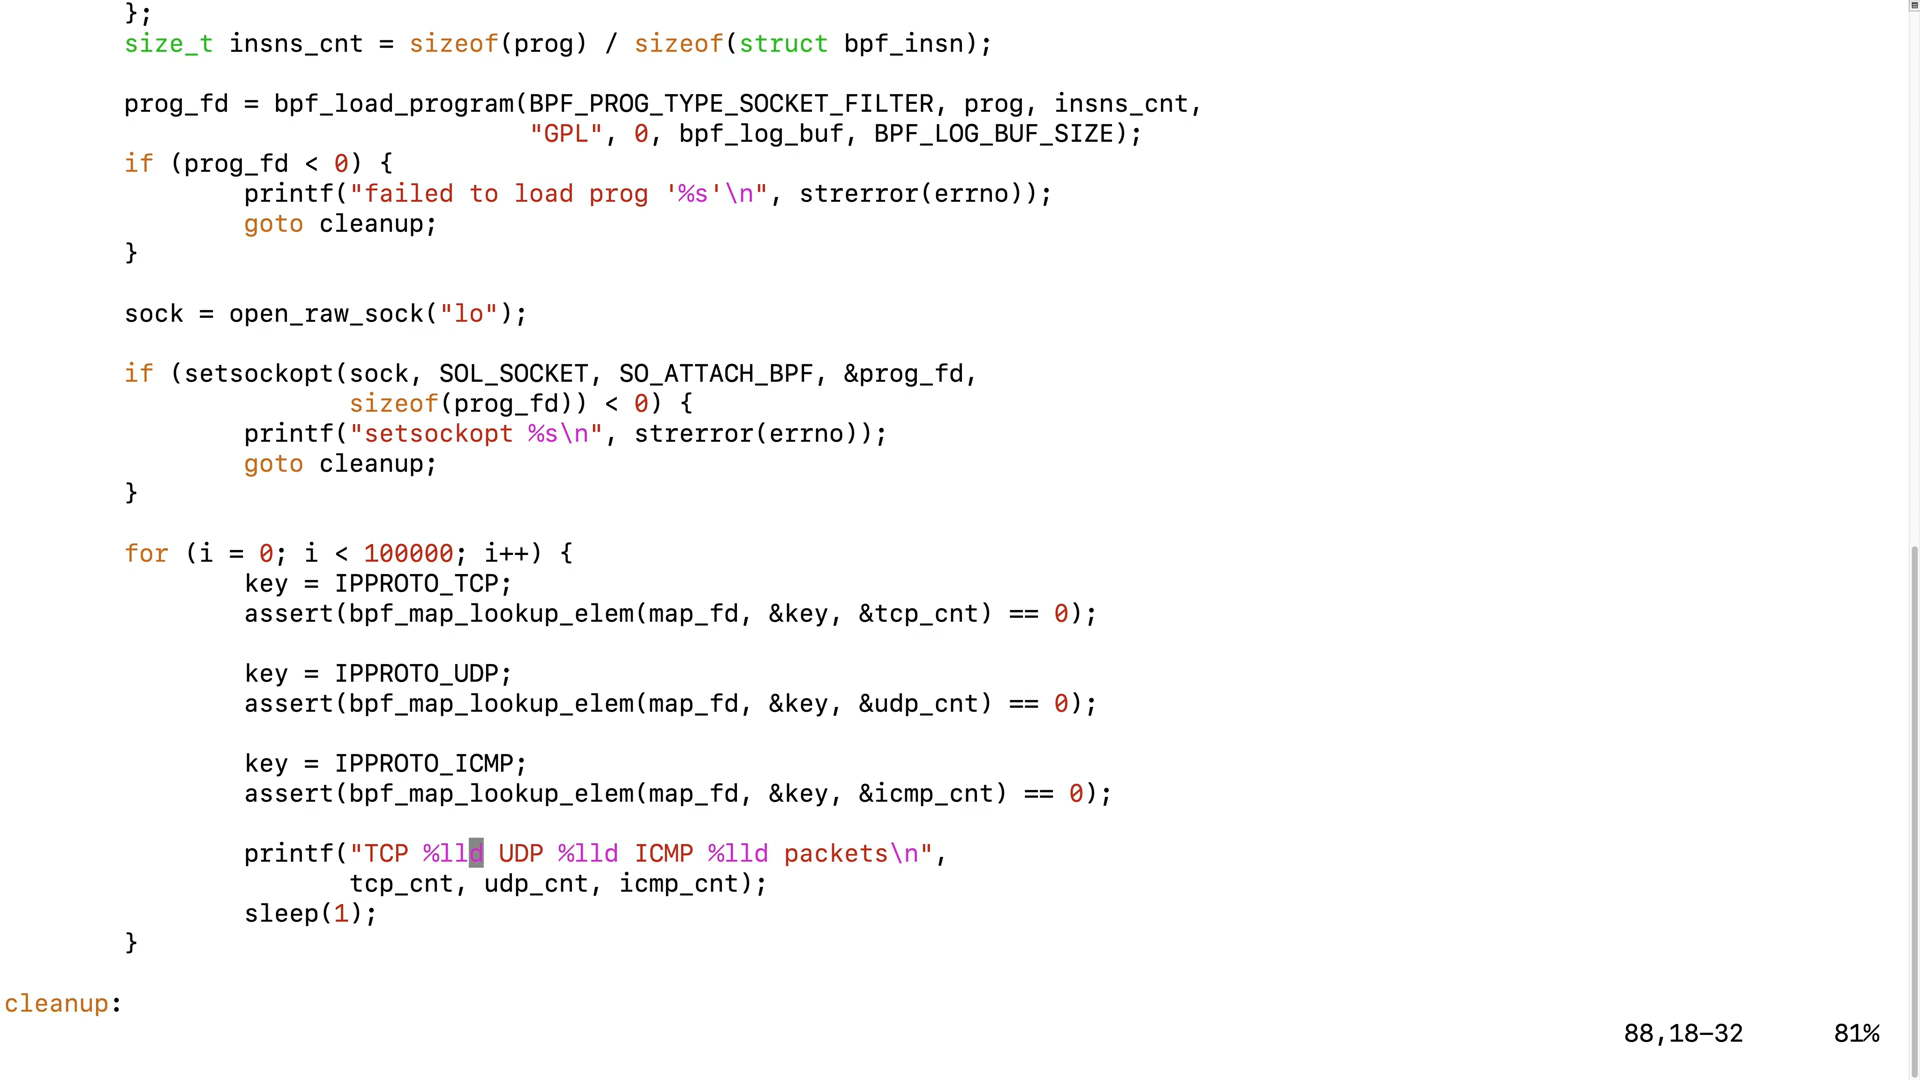 };
size_t insns_cnt = sizeof(prog) / sizeof(struct bpf_insn);
prog_fd = bpf_load_program(BPF_PROG_TYPE_SOCKET_FILTER, prog, insns_cnt,
"GPL", 0, bpf_log_buf, BPF_LOG_BUF_SIZE);
if (prog_fd < 0) {
printf("failed to load prog '%s'\n", strerror(errno));
goto cleanup;
}
sock = open_raw_sock("lo");
if (setsockopt(sock, SOL_SOCKET, SO_ATTACH_BPF, &prog_fd,
sizeof(prog_fd)) < 0) {
printf("setsockopt %s\n", strerror(errno));
goto cleanup;
}
for (i = 0; i < 100000; i++) {
key = IPPROTO_TCP;
assert(bpf_map_lookup_elem(map_fd, &key, &tcp_cnt) == 0);
key = IPPROTO_UDP;
assert(bpf_map_lookup_elem(map_fd, &key, &udp_cnt) == 0);
key = IPPROTO_ICMP;
assert(bpf_map_lookup_elem(map_fd, &key, &icmp_cnt) == 0);
printf("TCP %lld UDP %lld ICMP %lld packets\n",
tcp_cnt, udp_cnt, icmp_cnt);
sleep(1);
}
cleanup:
88,18-32 81%